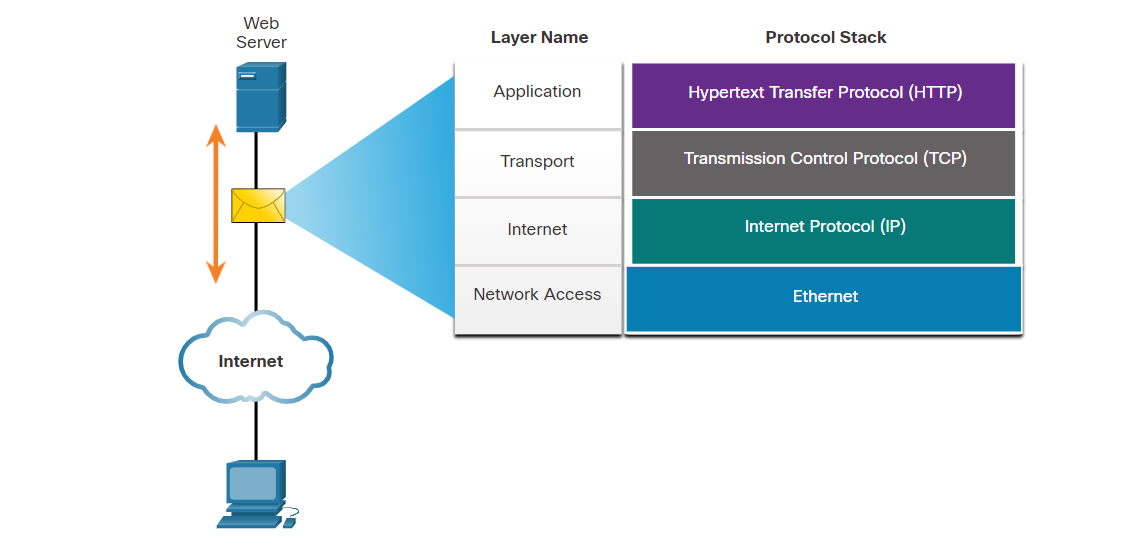 Web
Server
Layer Name
Protocol Stack
Application
Hypertext Transfer Protocol (HTTP)
Transport
Transmission Control Protocol (TCP)
Internet
Internet Protocol (IP)
Network Access
Ethernet
Internet